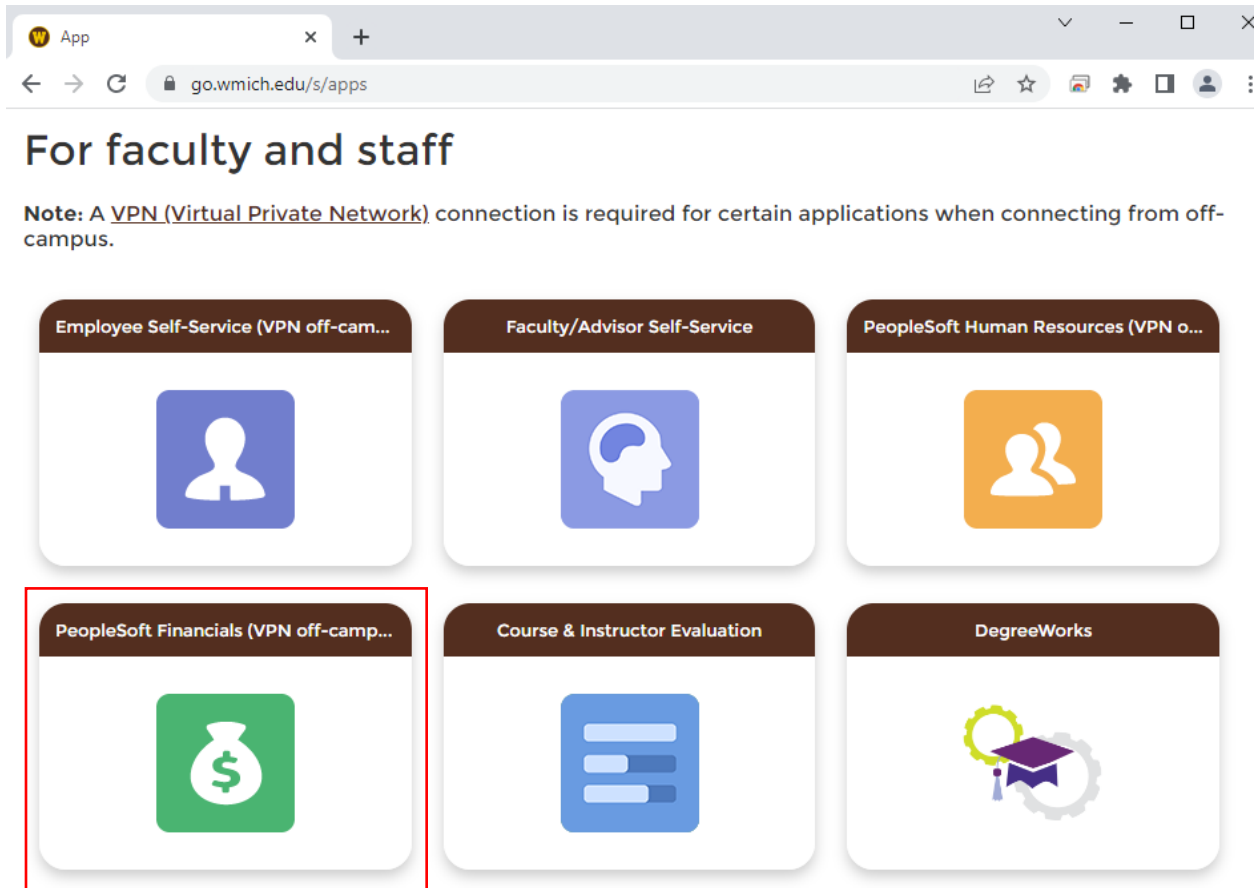 App
go.wmich.edu/s/apps
For faculty and staff
Note: A VPN (Virtual Private Network) connection is required for certain applications when connecting from off-
campus.
Employee Self-Service (VPN off-cam...
Faculty/Advisor Self-Service
PeopleSoft Human Resources (VPN o...
PeopleSoft Financials (VPN off-camp...
Course & Instructor Evaluation
DegreeWorks
$